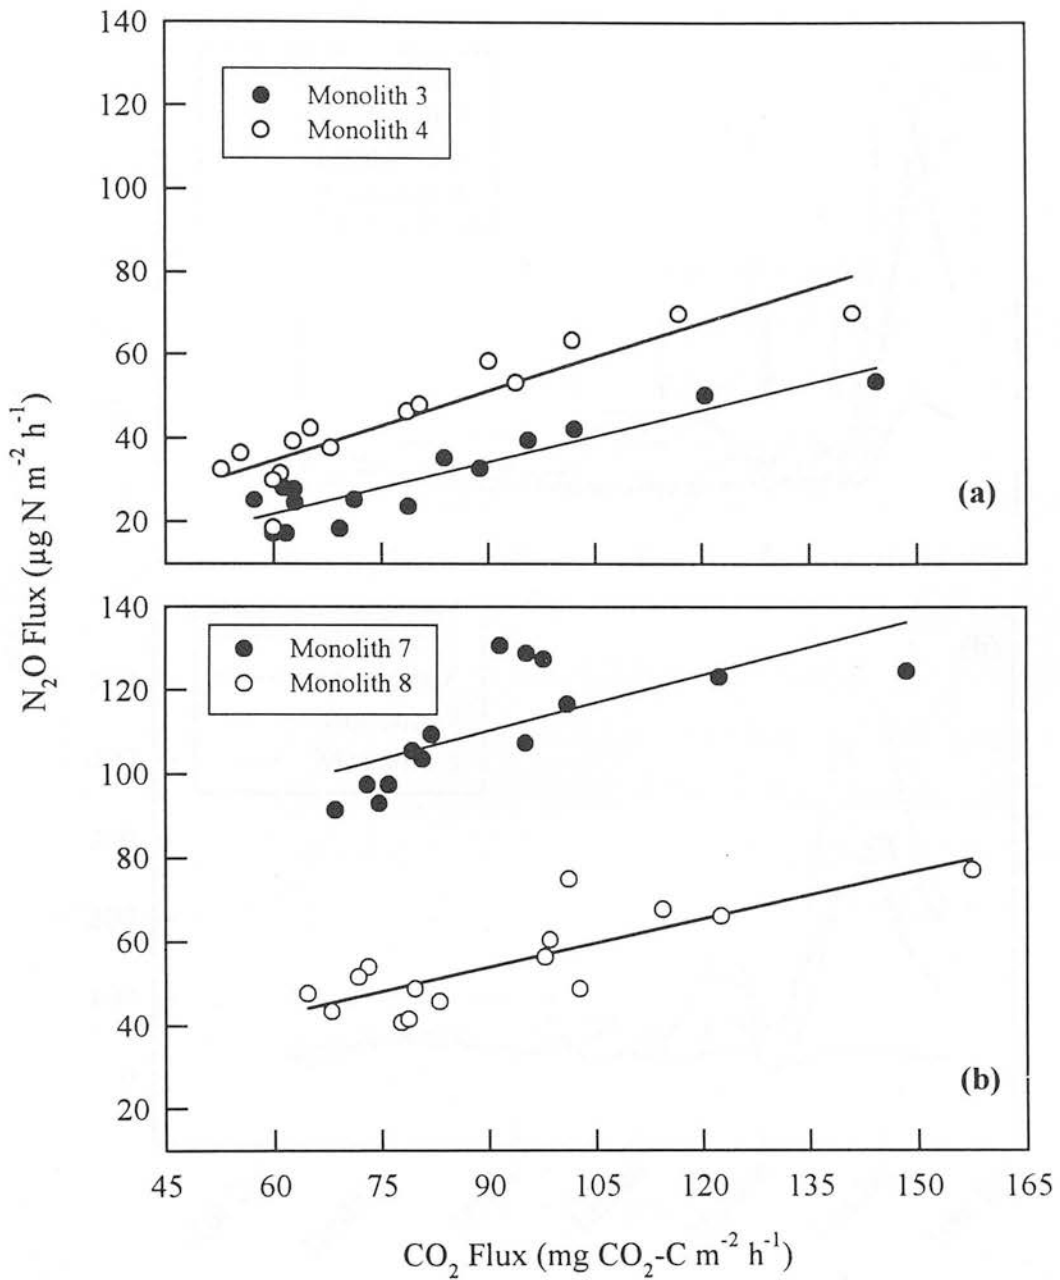 N₂O Flux (µg N m⁻² h⁻¹)
140
120
100
80
60
40
20
Monolith 3
Monolith 4
(a)
140
120
100
80
60
40
20
Monolith 7
Monolith 8
(b)
45 60 75 90 105 120 135 150 165
CO₂ Flux (mg CO₂-C m⁻² h⁻¹)